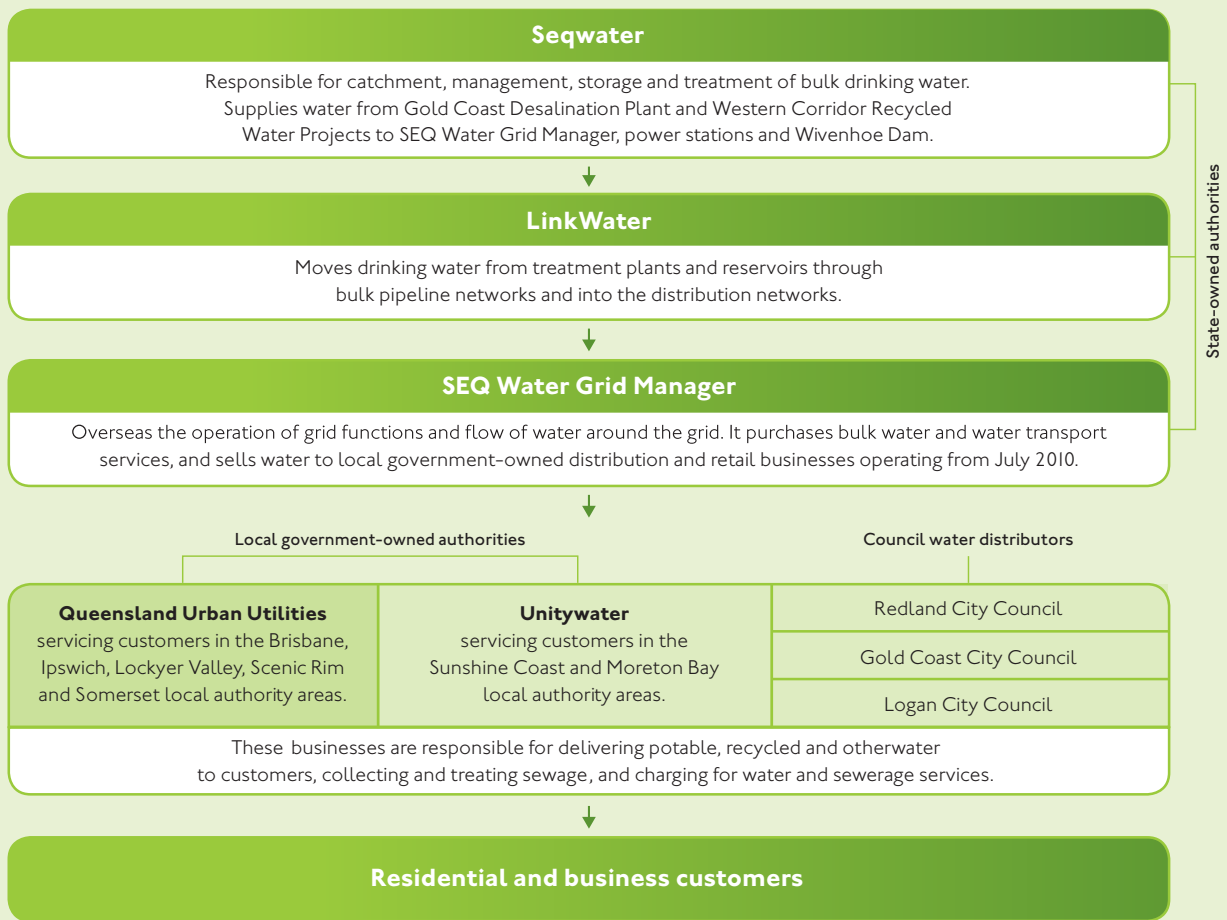 Seqwater
Responsible for catchment, management, storage and treatment of bulk drinking water.
Supplies water from Gold Coast Desalination Plant and Western Corridor Recycled
Water Projects to SEQ Water Grid Manager, power stations and Wivenhoe Dam.
LinkWater
Moves drinking water from treatment plants and reservoirs through
bulk pipeline networks and into the distribution networks.
State-owned authorities
SEQ Water Grid Manager
Overseas the operation of grid functions and flow of water around the grid. It purchases bulk water and water transport
services, and sells water to local government-owned distribution and retail businesses operating from July 2010.
Local government-owned authorities
Council water distributors
Queensland Urban Utilities
servicing customers in the Brisbane,
Ipswich, Lockyer Valley, Scenic Rim
and Somerset local authority areas.
Unitywater
servicing customers in the
Sunshine Coast and Moreton Bay
local authority areas.
Redland City Council
Gold Coast City Council
Logan City Council
These businesses are responsible for delivering potable, recycled and otherwater
to customers, collecting and treating sewage, and charging for water and sewerage services.
Residential and business customers